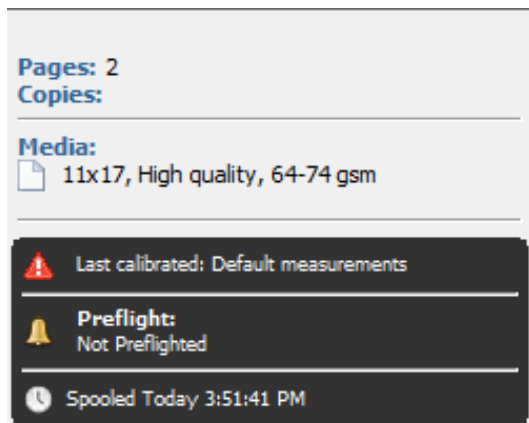 Pages: 2
Copies:
Media:
11x17, High quality, 64-74 gsm
Last calibrated: Default measurements
Preflight:
Not Preflighted
Spooled Today 3:51:41 PM